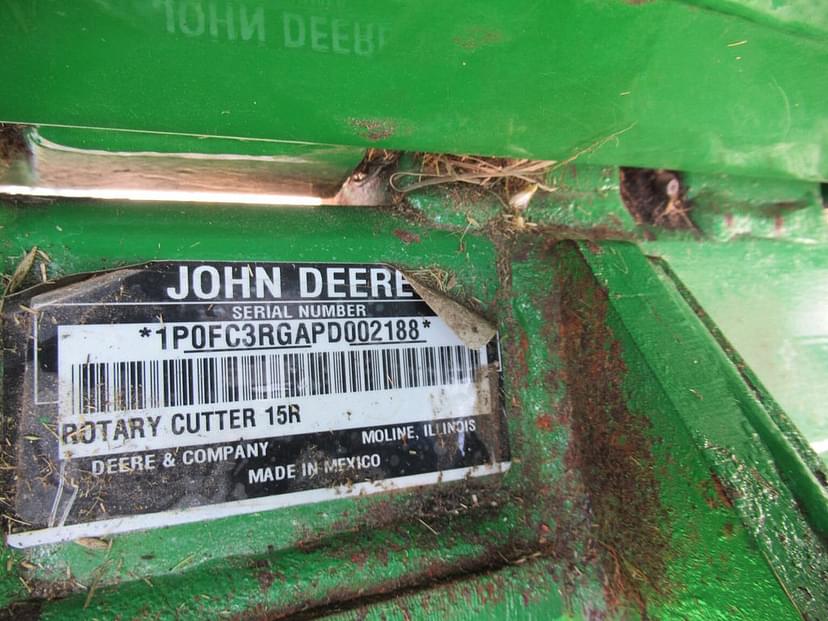 JOHN DEERE
JOHN DEERE
SERIAL NUMBER
*1P0FC3RGAPD002188*
ROTARY CUTTER 15R
DEERE & COMPANY
MOLINE, ILLINOIS
MADE IN MEXICO